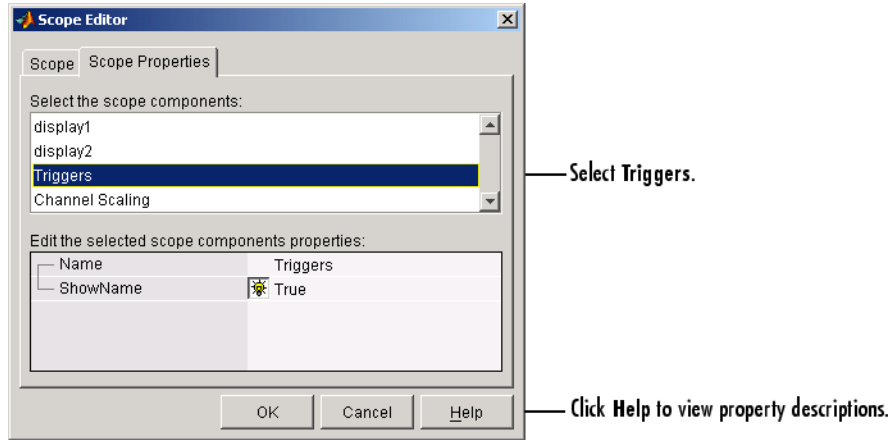 Scope Editor
Scope Scope Properties
Select the scope components:
display1
display2
Triggers
Select Triggers.
Channel Scaling
Edit the selected scope components properties:
Name Triggers
ShowName True
OK Cancel Help
Click Help to view property descriptions.